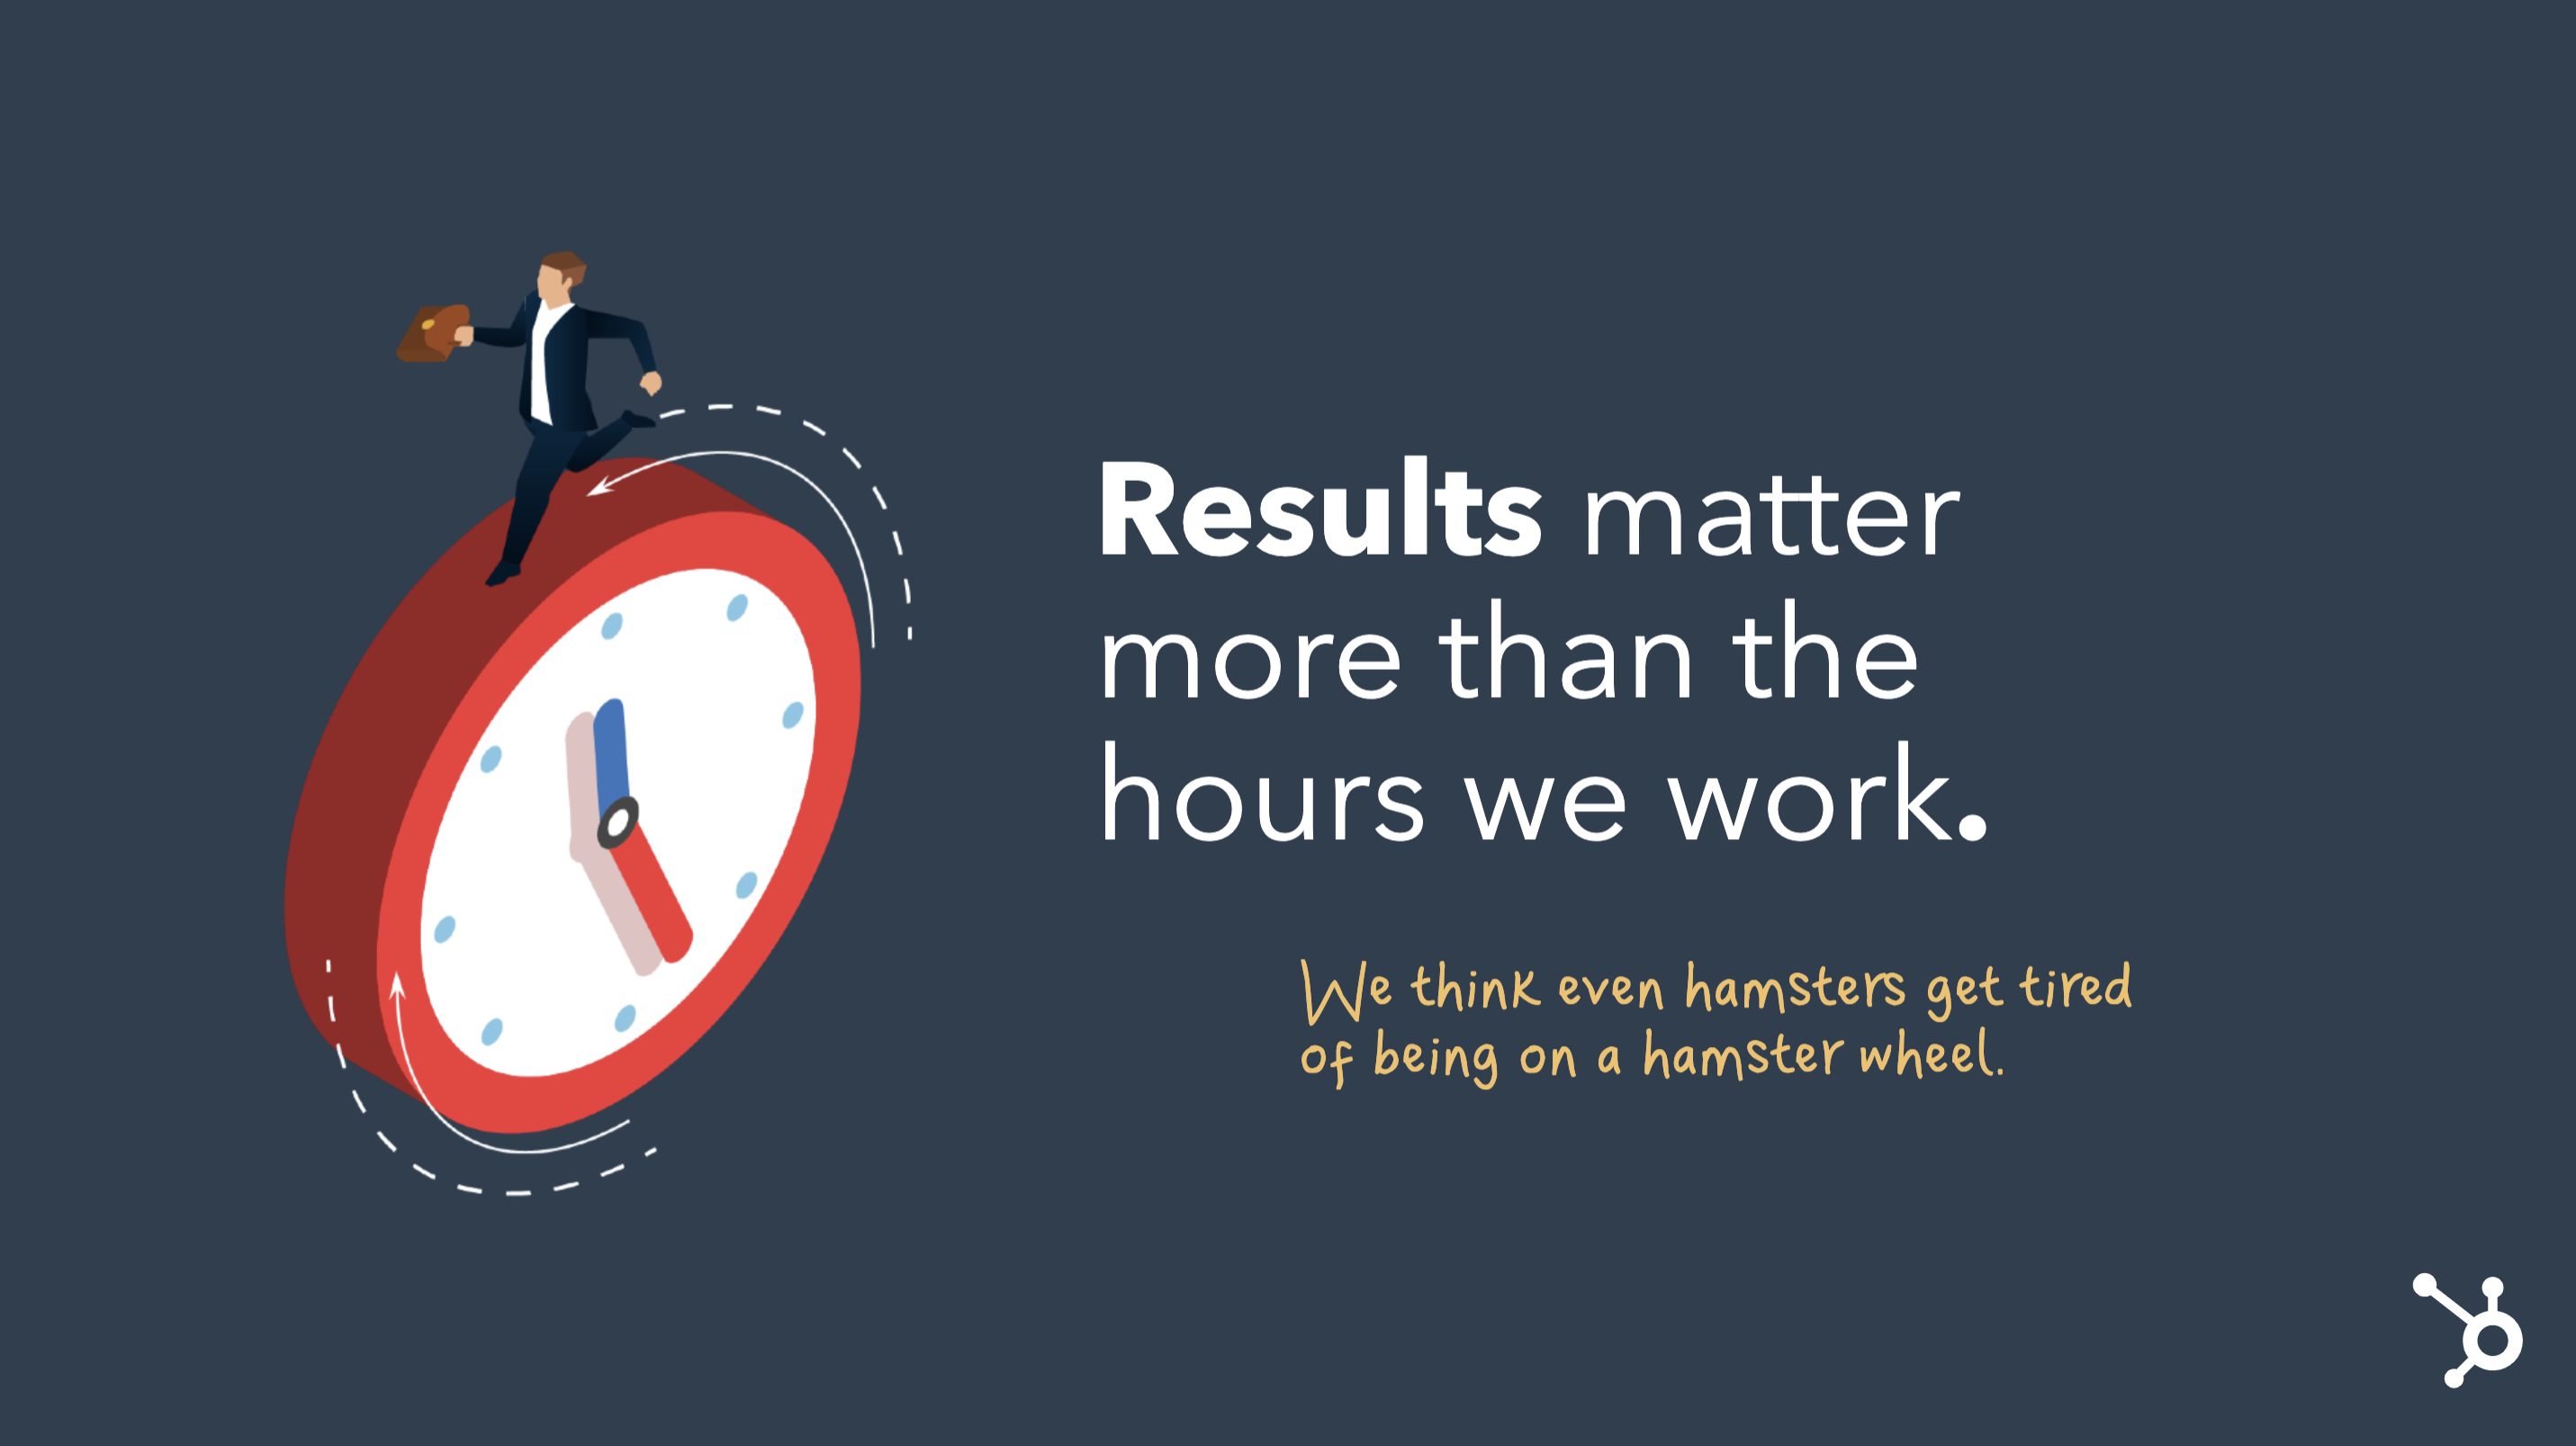 Results matter
more than the
hours we work.
We think even hamsters get tired
of being on a hamster wheel.